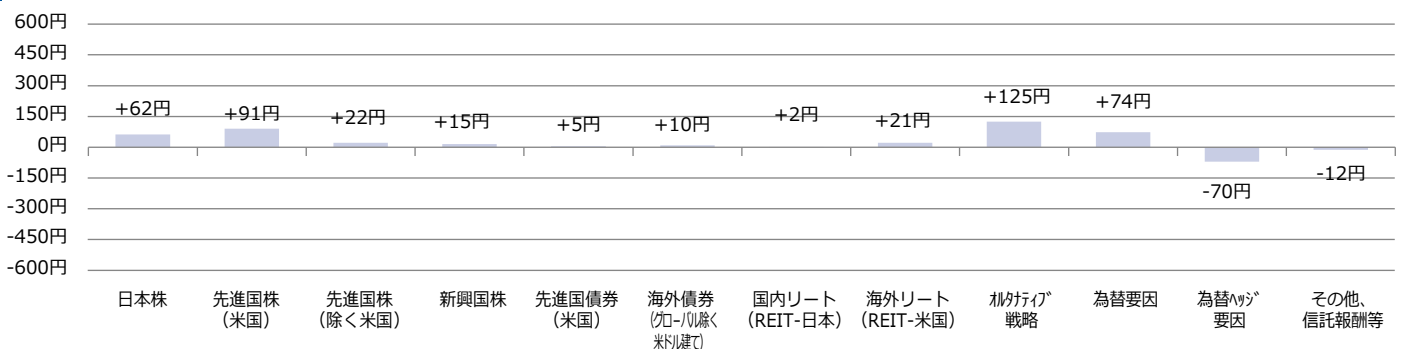 600円
450円
300円
150円
0円
-150円
-300円
-450円
-600円
+62円
+91円
+22円
+15円
+5円
+10円
+2円
+21円
+125円
+74円
-70円
-12円
日本株
先進国株
（米国）
先進国株
（除く米国）
新興国株
先進国債券
（米国）
海外債券
(グローバル除く
米ドル建て)
国内リート
（REIT-日本）
海外リート
（REIT-米国）
ｵﾙﾀﾅﾃｨﾌﾞ
戦略
為替要因
為替ﾍｯｼﾞ
要因
その他、
信託報酬等